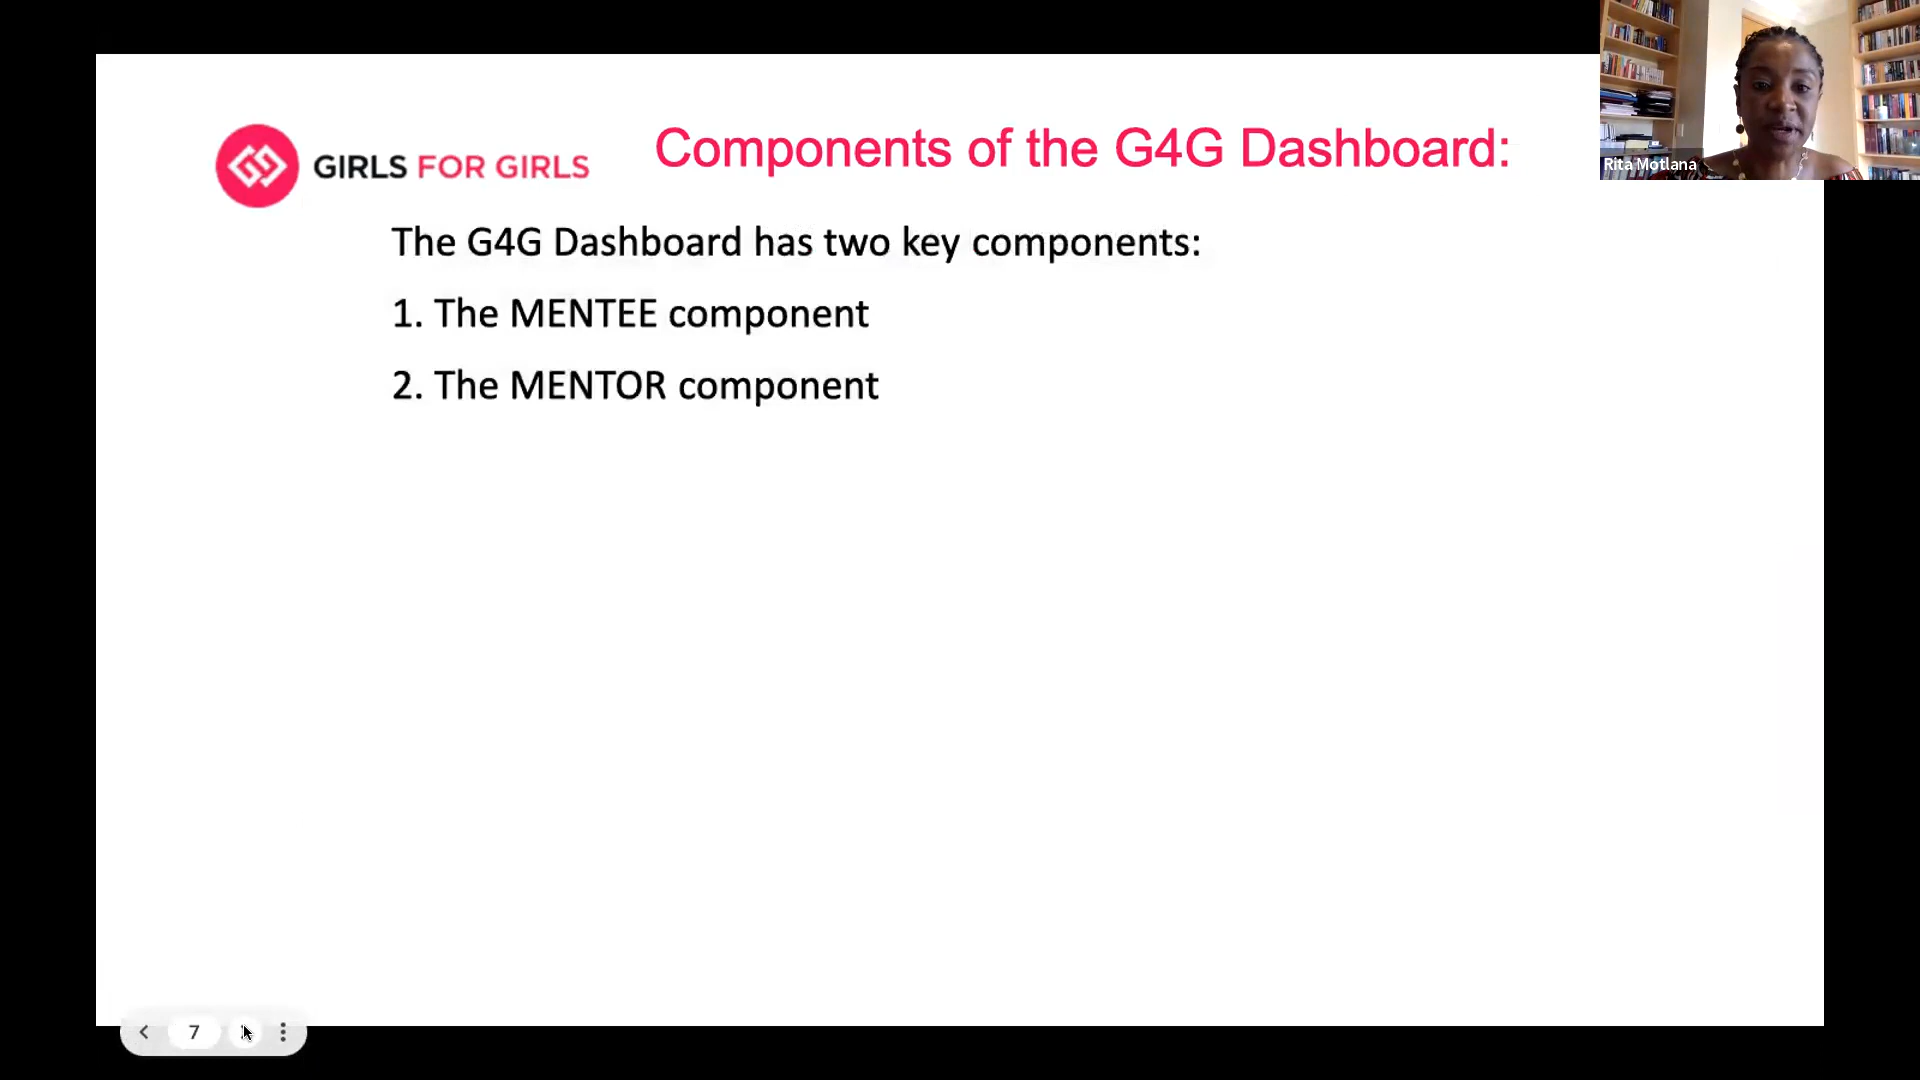 GIRLS FOR GIRLS
Components of the G4G Dashboard:
The G4G Dashboard has two key components:
1. The MENTEE component
2. The MENTOR component
Rita Motlana
7